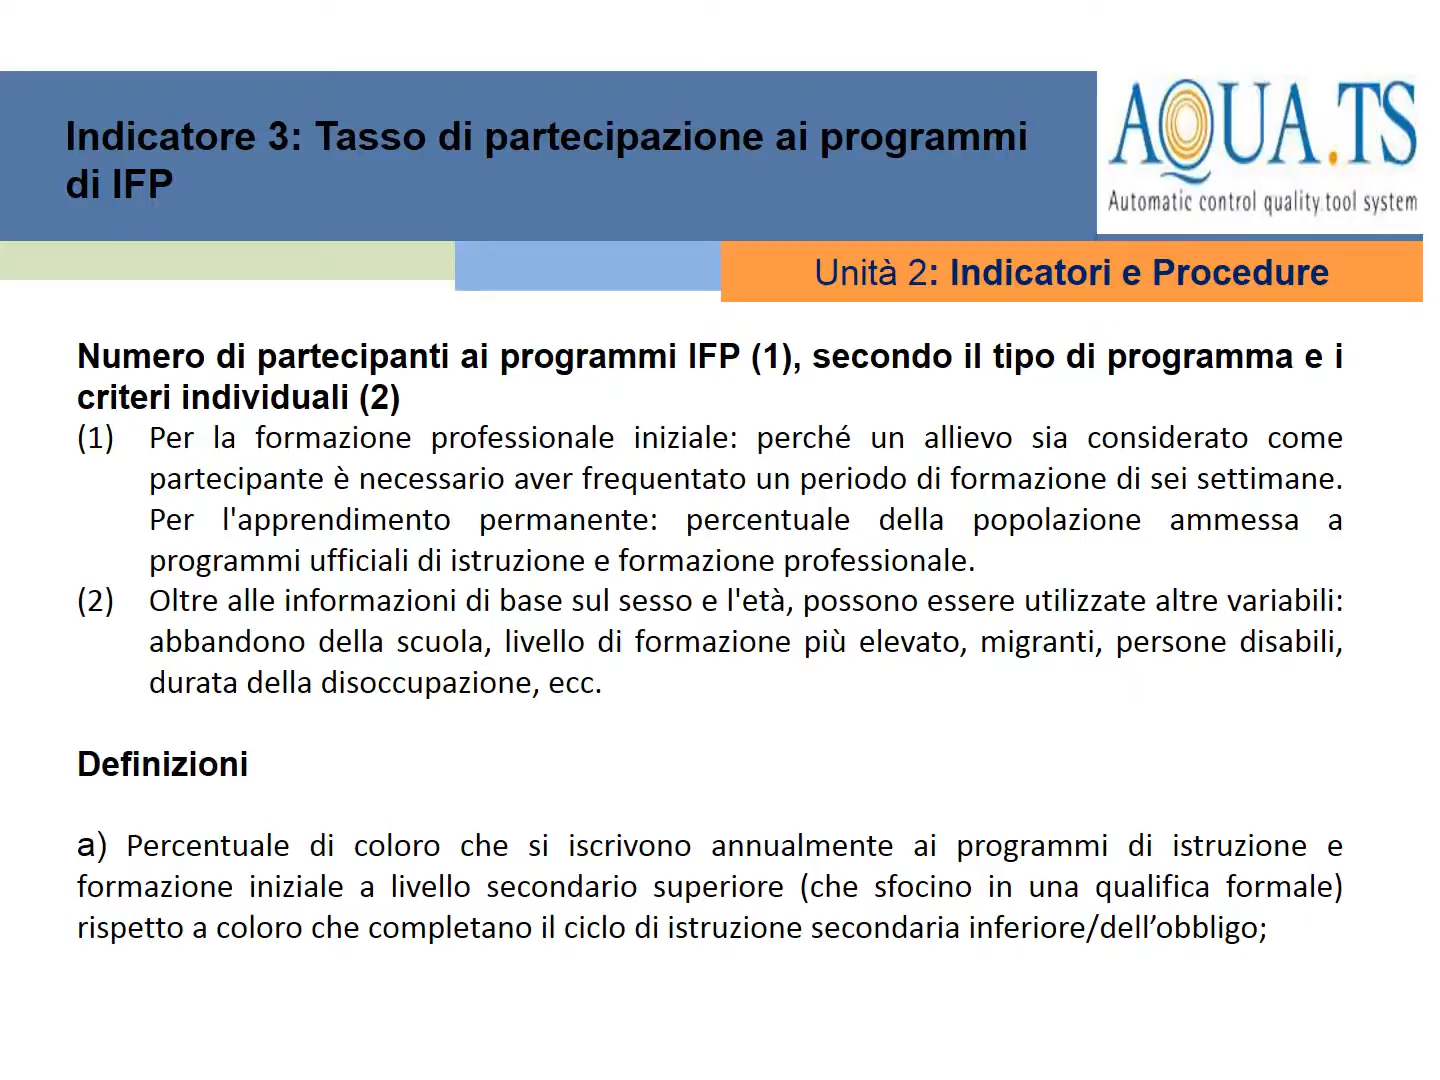 Indicatore 3: Tasso di partecipazione ai programmi
di IFP
AQUA.TS
Automatic control quality tool system
Unità 2: Indicatori e Procedure
Numero di partecipanti ai programmi IFP (1), secondo il tipo di programma e i
criteri individuali (2)
(1) Per la formazione professionale iniziale: perché un allievo sia considerato come
partecipante è necessario aver frequentato un periodo di formazione di sei settimane.
Per l'apprendimento permanente: percentuale della popolazione ammessa a
programmi ufficiali di istruzione e formazione professionale.
(2) Oltre alle informazioni di base sul sesso e l'età, possono essere utilizzate altre variabili:
abbandono della scuola, livello di formazione più elevato, migranti, persone disabili,
durata della disoccupazione, ecc.
Definizioni
a) Percentuale di coloro che si iscrivono annualmente ai programmi di istruzione e
formazione iniziale a livello secondario superiore (che sfocino in una qualifica formale)
rispetto a coloro che completano il ciclo di istruzione secondaria inferiore/dell’obbligo;